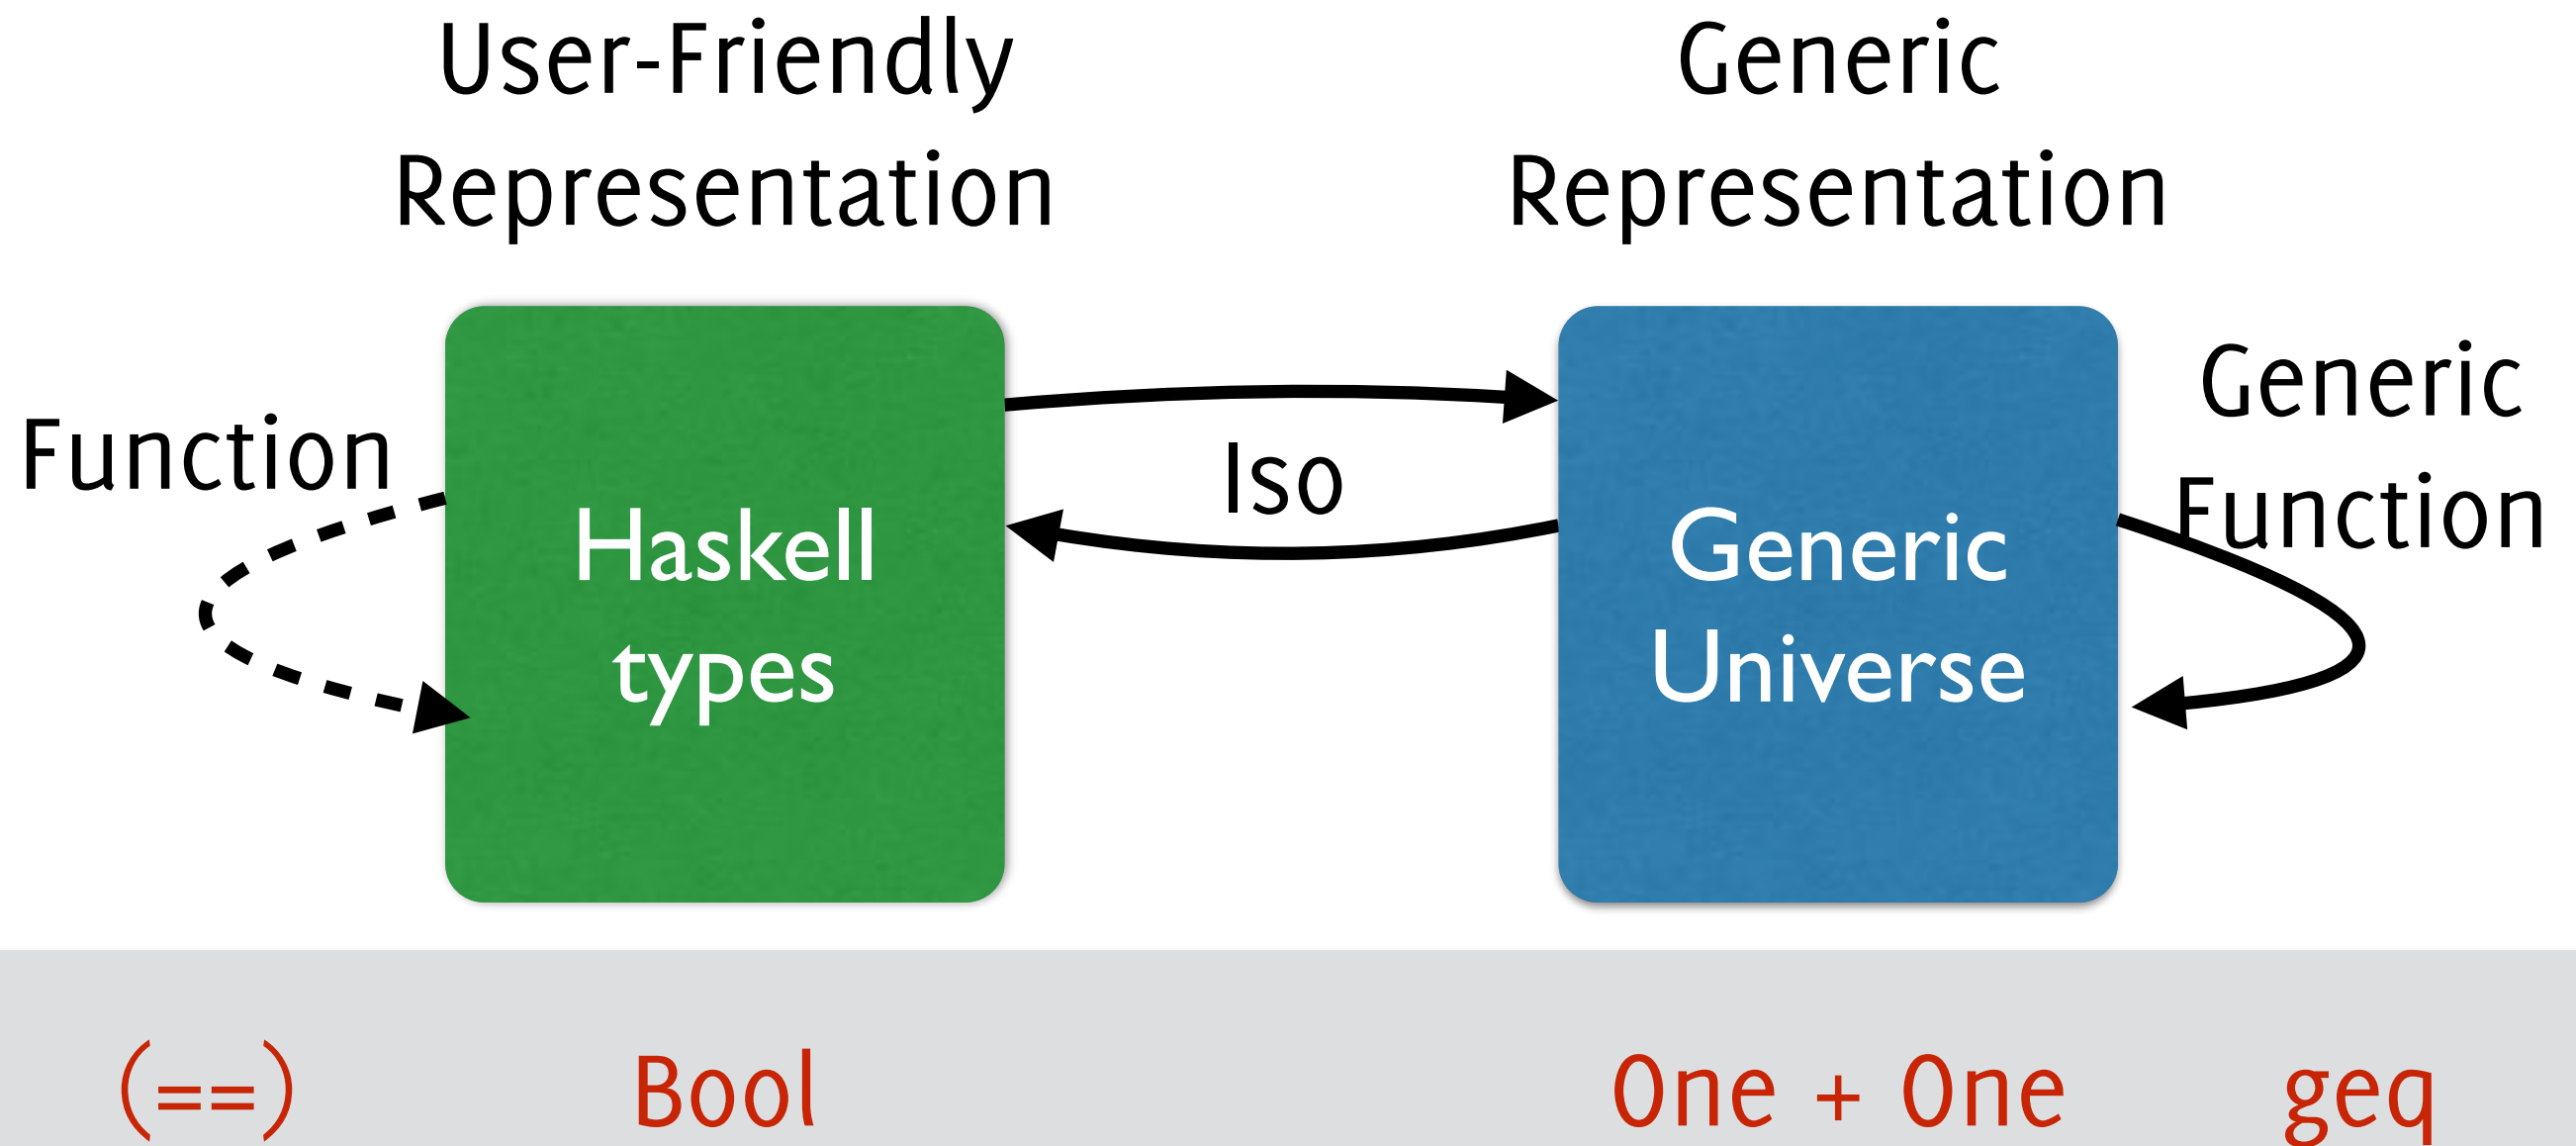 User-Friendly
Representation
Generic
Representation
Function
Haskell
types
Iso
Generic
Universe
Generic
Function
(==)
Bool
One + One
geq